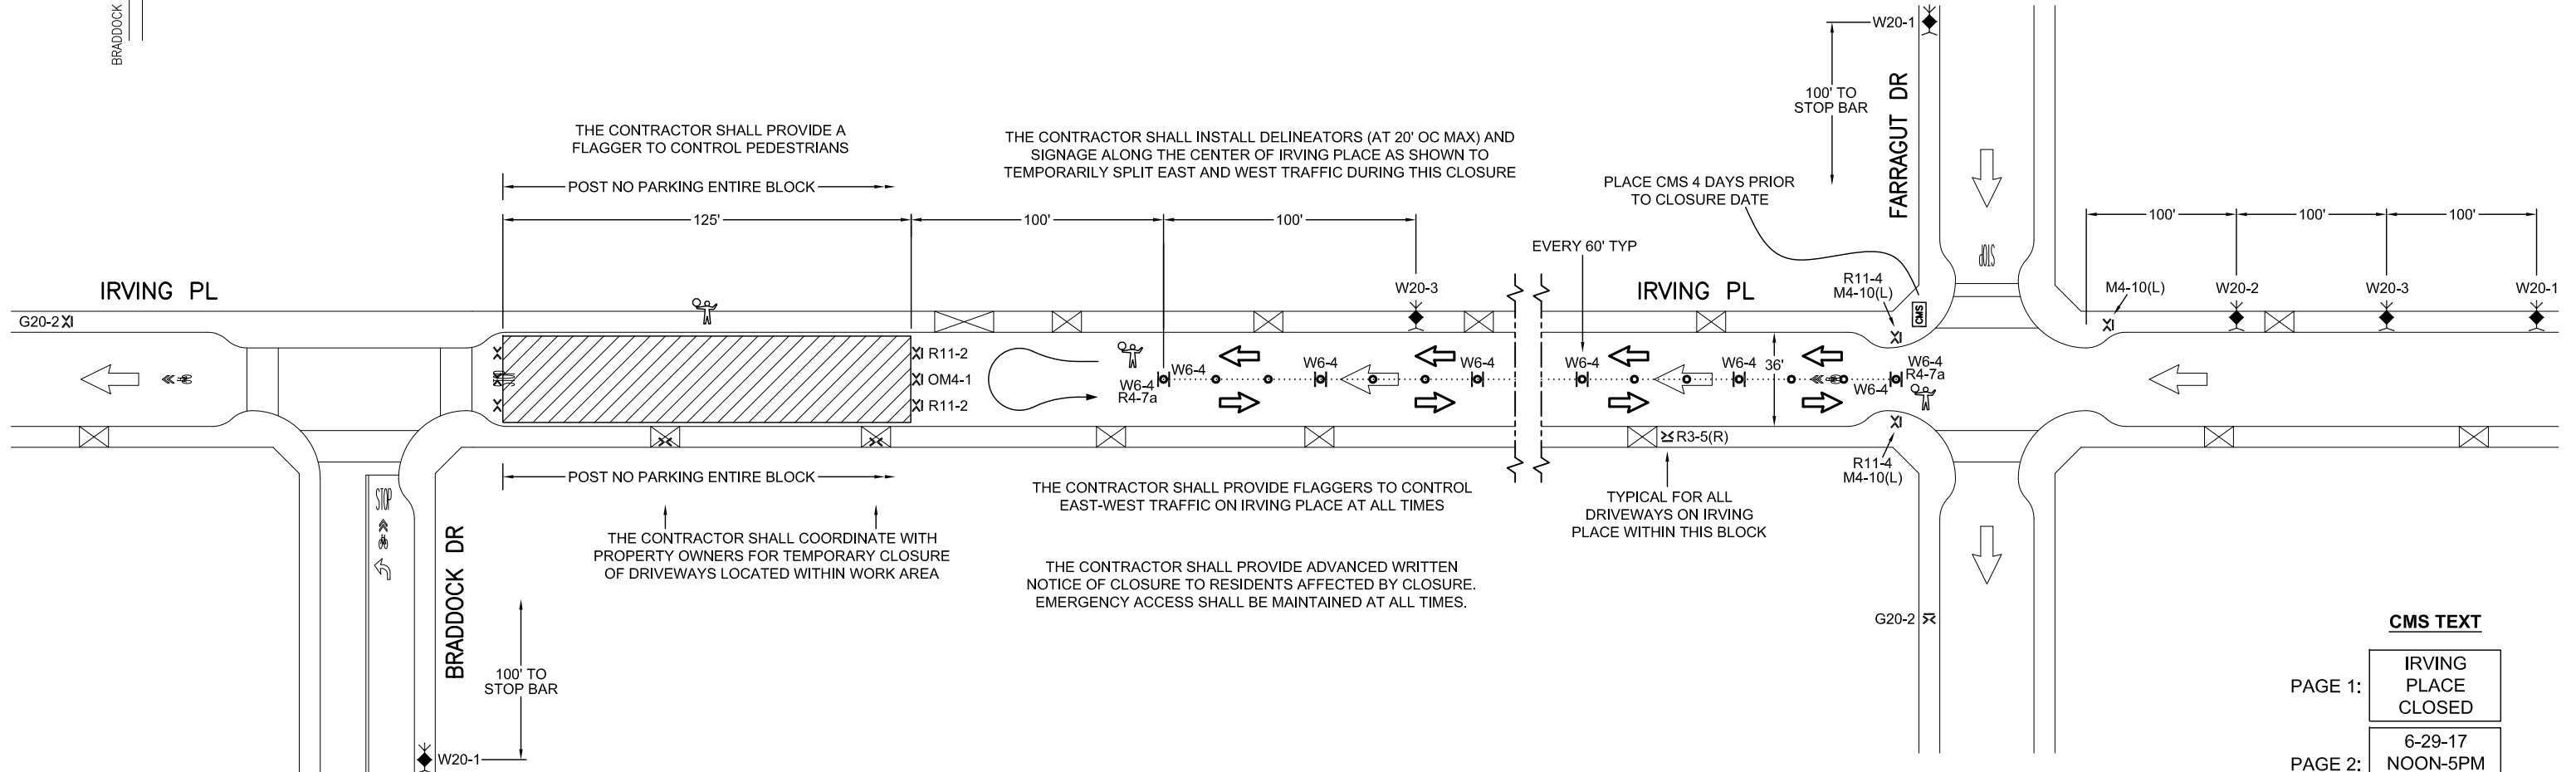 BRADDOCK
W20-1
100' TO
STOP BAR
FARRAGUT DR
THE CONTRACTOR SHALL PROVIDE A
FLAGGER TO CONTROL PEDESTRIANS
THE CONTRACTOR SHALL INSTALL DELINEATORS (AT 20' OC MAX) AND
SIGNAGE ALONG THE CENTER OF IRVING PLACE AS SHOWN TO
TEMPORARILY SPLIT EAST AND WEST TRAFFIC DURING THIS CLOSURE
POST NO PARKING ENTIRE BLOCK
PLACE CMS 4 DAYS PRIOR
TO CLOSURE DATE
125'
100'
100'
100'
100'
100'
EVERY 60' TYP
STOP
IRVING PL
W20-3
IRVING PL
R11-4
M4-10(L)
CMS
M4-10(L)
W20-2
W20-3
W20-1
G20-2
R11-2
OM4-1
R11-2
W6-4
R4-7a
W6-4
W6-4
W6-4
W6-4
W6-4
36'
W6-4
W6-4
R4-7a
R3-5(R)
R11-4
M4-10(L)
POST NO PARKING ENTIRE BLOCK
THE CONTRACTOR SHALL PROVIDE FLAGGERS TO CONTROL
EAST-WEST TRAFFIC ON IRVING PLACE AT ALL TIMES
TYPICAL FOR ALL
DRIVEWAYS ON IRVING
PLACE WITHIN THIS BLOCK
STOP
BRADDOCK DR
THE CONTRACTOR SHALL COORDINATE WITH
PROPERTY OWNERS FOR TEMPORARY CLOSURE
OF DRIVEWAYS LOCATED WITHIN WORK AREA
THE CONTRACTOR SHALL PROVIDE ADVANCED WRITTEN
NOTICE OF CLOSURE TO RESIDENTS AFFECTED BY CLOSURE.
EMERGENCY ACCESS SHALL BE MAINTAINED AT ALL TIMES.
G20-2
100' TO
STOP BAR
W20-1
CMS TEXT
PAGE 1:
IRVING
PLACE
CLOSED
PAGE 2:
6-29-17
NOON-5PM